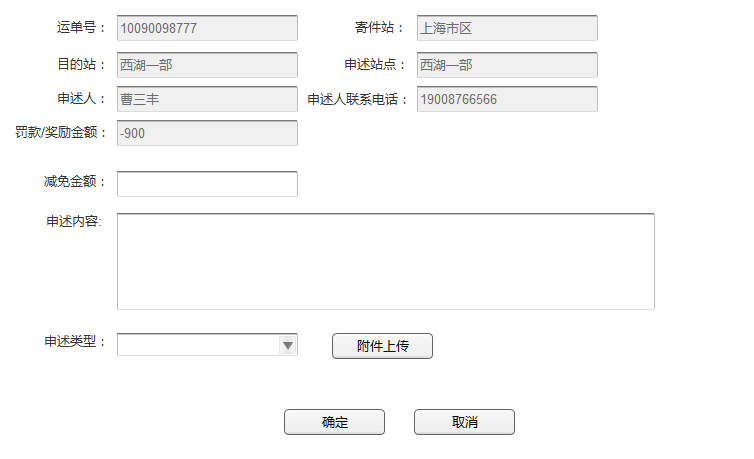 运单号： 10090098777 寄件站： 上海市区
目的站： 西湖一部 申述站点： 西湖一部
申述人： 曹三丰 申述人联系电话： 19008766566
罚款/奖励金额： -900
减免金额：
申述内容:
申述类型： 附件上传
确定 取消